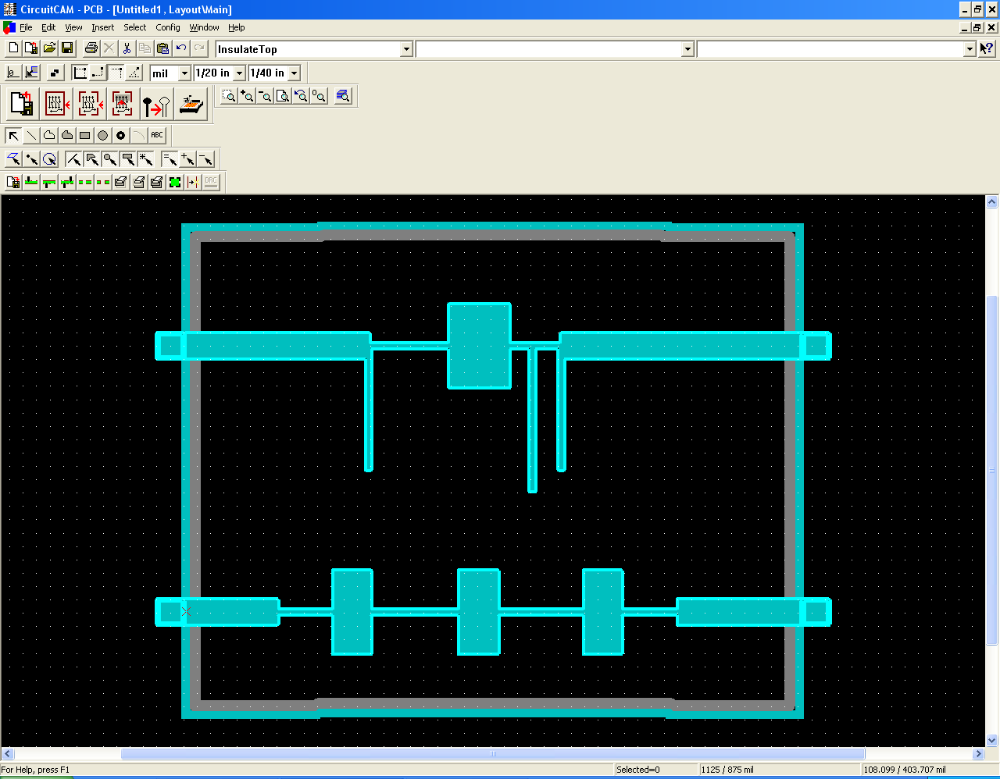 CircuitCAM - PCB - [Untitled1, Layout\Main]
File Edit View Insert Select Config Window Help
InsulateTop
mil 1/20 in 1/40 in
ABC
DRC
For Help, press F1 Selected=0 1125 / 875 mil 108.099 / 403.707 mil